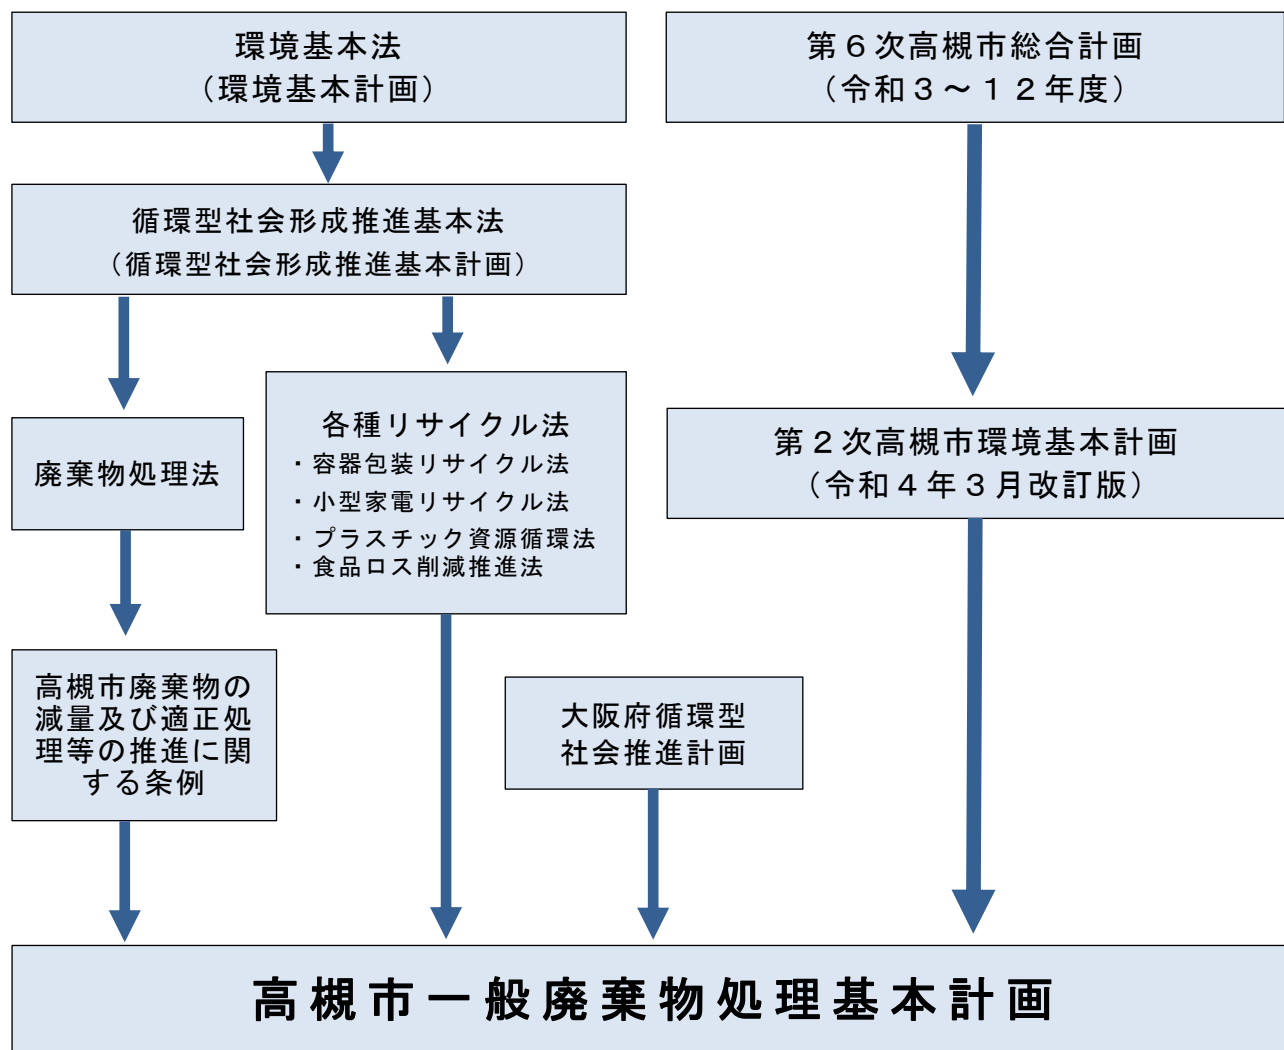 環境基本法
（環境基本計画）
第６次高槻市総合計画
（令和３～１２年度）
循環型社会形成推進基本法
（循環型社会形成推進基本計画）
廃棄物処理法
各種リサイクル法
・容器包装リサイクル法
・小型家電リサイクル法
・プラスチック資源循環法
・食品ロス削減推進法
第２次高槻市環境基本計画
（令和４年３月改訂版）
高槻市廃棄物の
減量及び適正処
理等の推進に関
する条例
大阪府循環型
社会推進計画
高槻市一般廃棄物処理基本計画